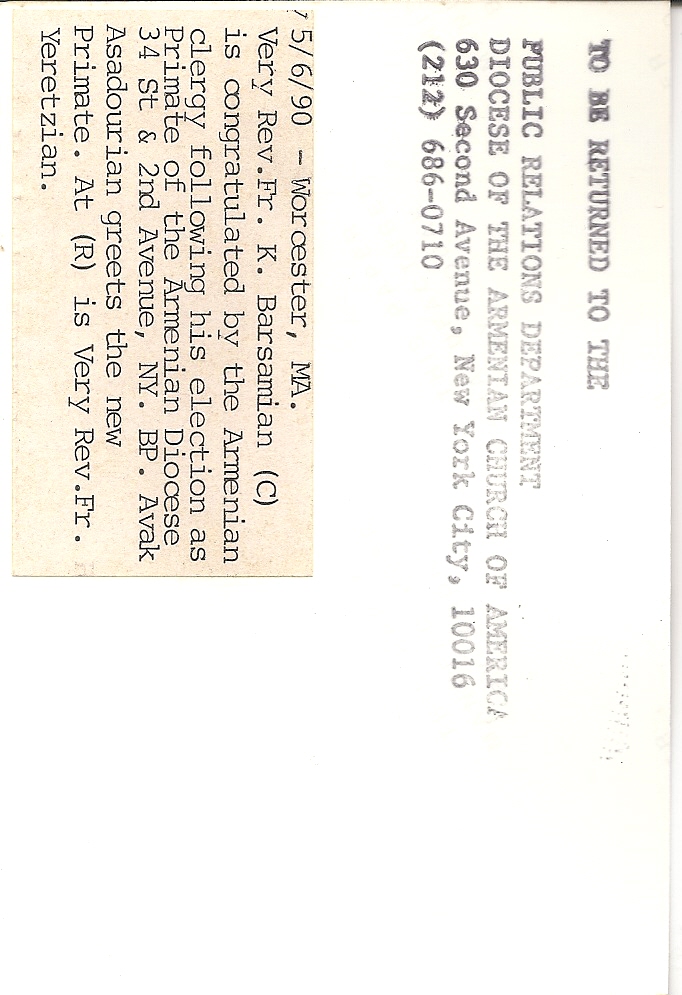 TO BE RETURNED TO THE
PUBLIC RELATIONS DEPARTMENT
DIOCESE OF THE ARMENIAN CHURCH OF AMERICA
630 Second Avenue, New York City, 10016
(212) 686-0710
5/6/90 - Worcester, MA.
Very Rev.Fr. K. Barsamian (C)
is congratulated by the Armenian
clergy following his election as
Primate of the Armenian Diocese
34 St & 2nd Avenue, NY. BP. Avak
Asadourian greets the new
Primate. At (R) is Very Rev.Fr.
Yeretzian.